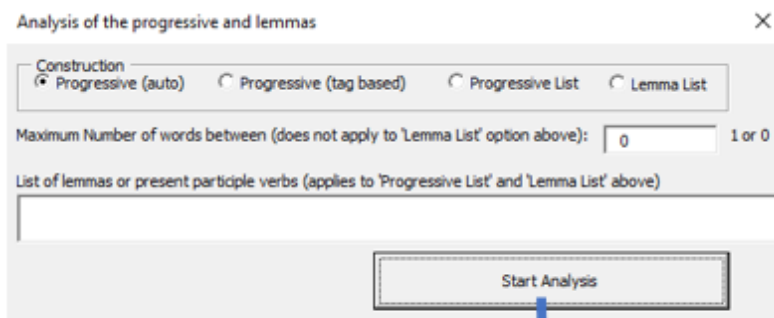 Analysis of the progressive and lemmas
Construction
Progressive (auto) Progressive (tag based) Progressive List Lemma List
Maximum Number of words between (does not apply to 'Lemma List' option above): 0 1 or 0
List of lemmas or present participle verbs (applies to 'Progressive List' and 'Lemma List' above)
Start Analysis